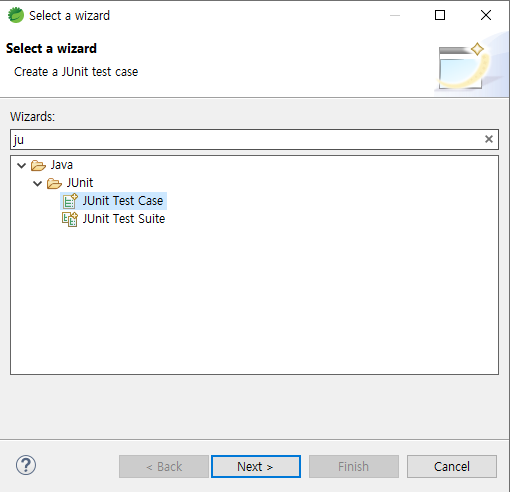 Select a wizard
Select a wizard
Create a JUnit test case
Wizards:
ju
Java
JUnit
JUnit Test Case
JUnit Test Suite
< Back Next > Finish Cancel